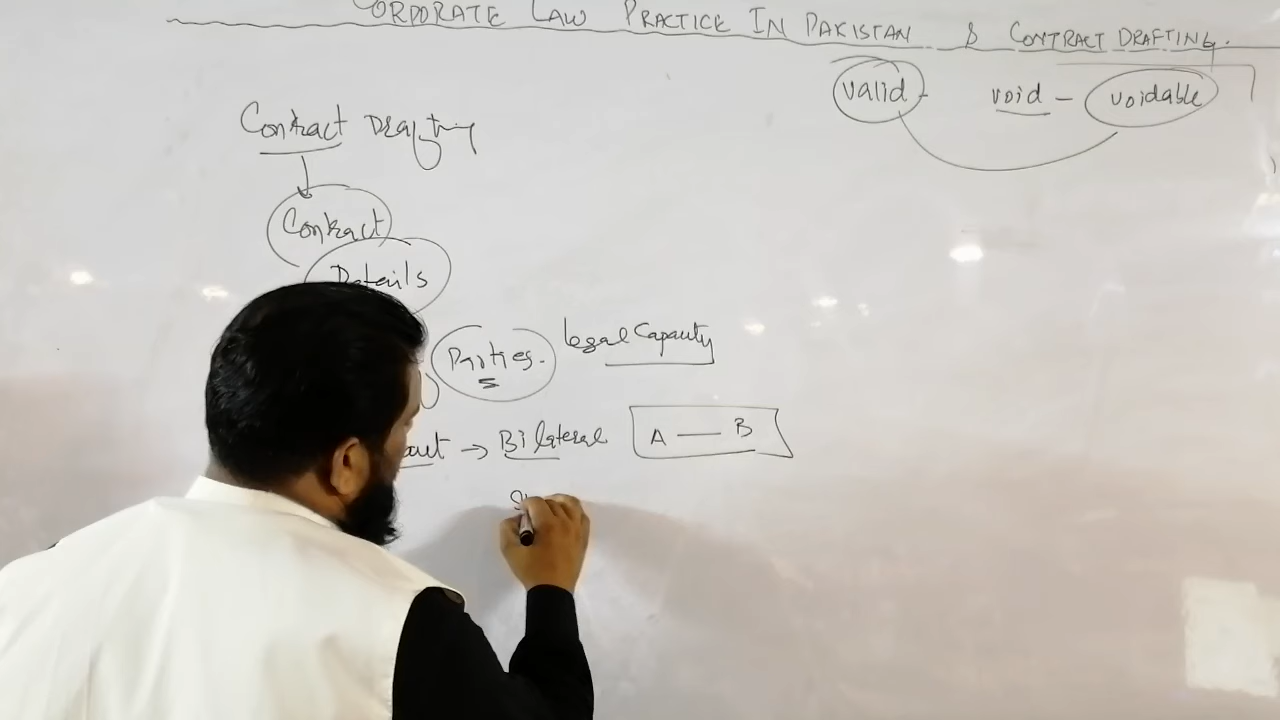 CORPORATE LAW PRACTICE IN PAKISTAN & CONTRACT DRAFTING.
valid - void - voidable
Contract Drafting
Contract
Details
Parties. legal Capacity
→ Bilateral A — B